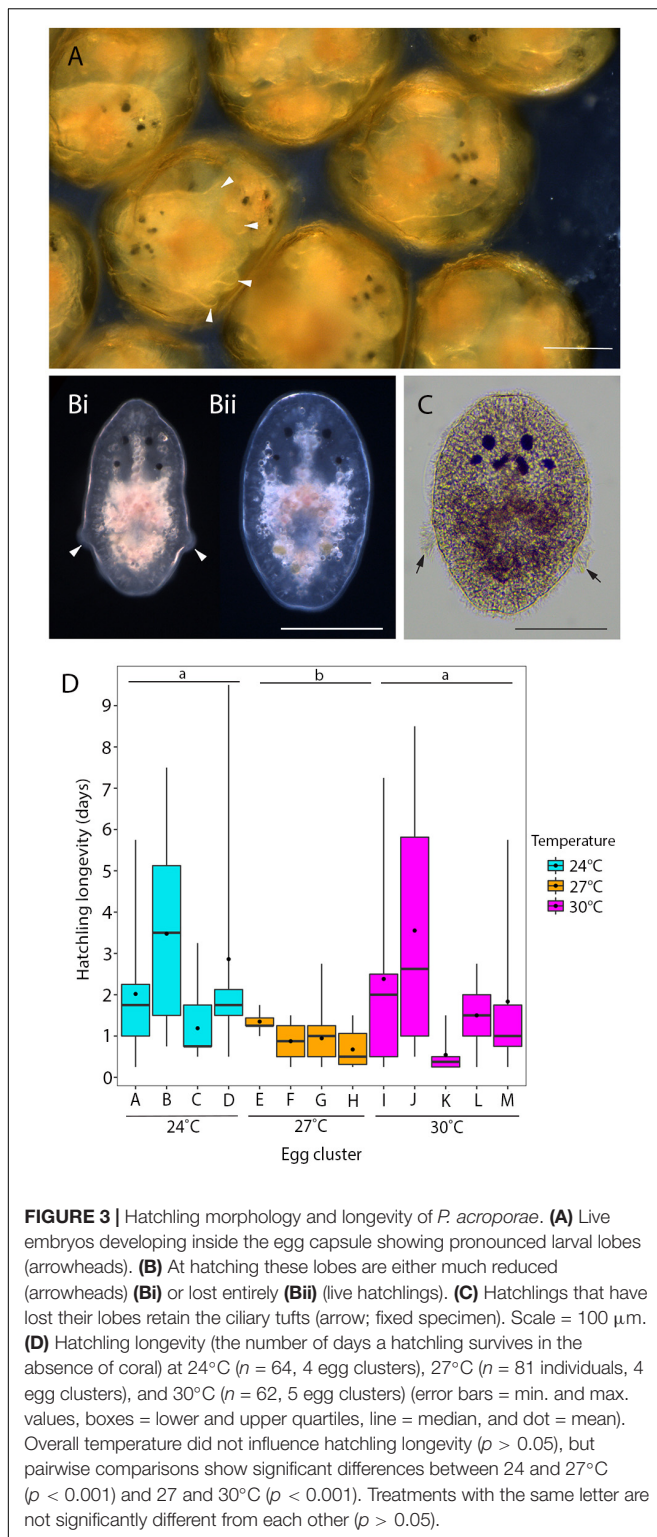 A
Bi
Bii
C
D
a
b
a
9
8
7
6
5
4
3
2
1
0
Hatchling longevity (days)
Temperature
24°C
27°C
30°C
A B C D E F G H I J K L M
24°C 27°C 30°C
Egg cluster
FIGURE 3 | Hatchling morphology and longevity of P. acroporae. (A) Live
embryos developing inside the egg capsule showing pronounced larval lobes
(arrowheads). (B) At hatching these lobes are either much reduced
(arrowheads) (Bi) or lost entirely (Bii) (live hatchlings). (C) Hatchlings that have
lost their lobes retain the ciliary tufts (arrow; fixed specimen). Scale = 100 μm.
(D) Hatchling longevity (the number of days a hatchling survives in the
absence of coral) at 24°C (n = 64, 4 egg clusters), 27°C (n = 81 individuals, 4
egg clusters), and 30°C (n = 62, 5 egg clusters) (error bars = min. and max.
values, boxes = lower and upper quartiles, line = median, and dot = mean).
Overall temperature did not influence hatchling longevity (p > 0.05), but
pairwise comparisons show significant differences between 24 and 27°C
(p < 0.001) and 27 and 30°C (p < 0.001). Treatments with the same letter are
not significantly different from each other (p > 0.05).